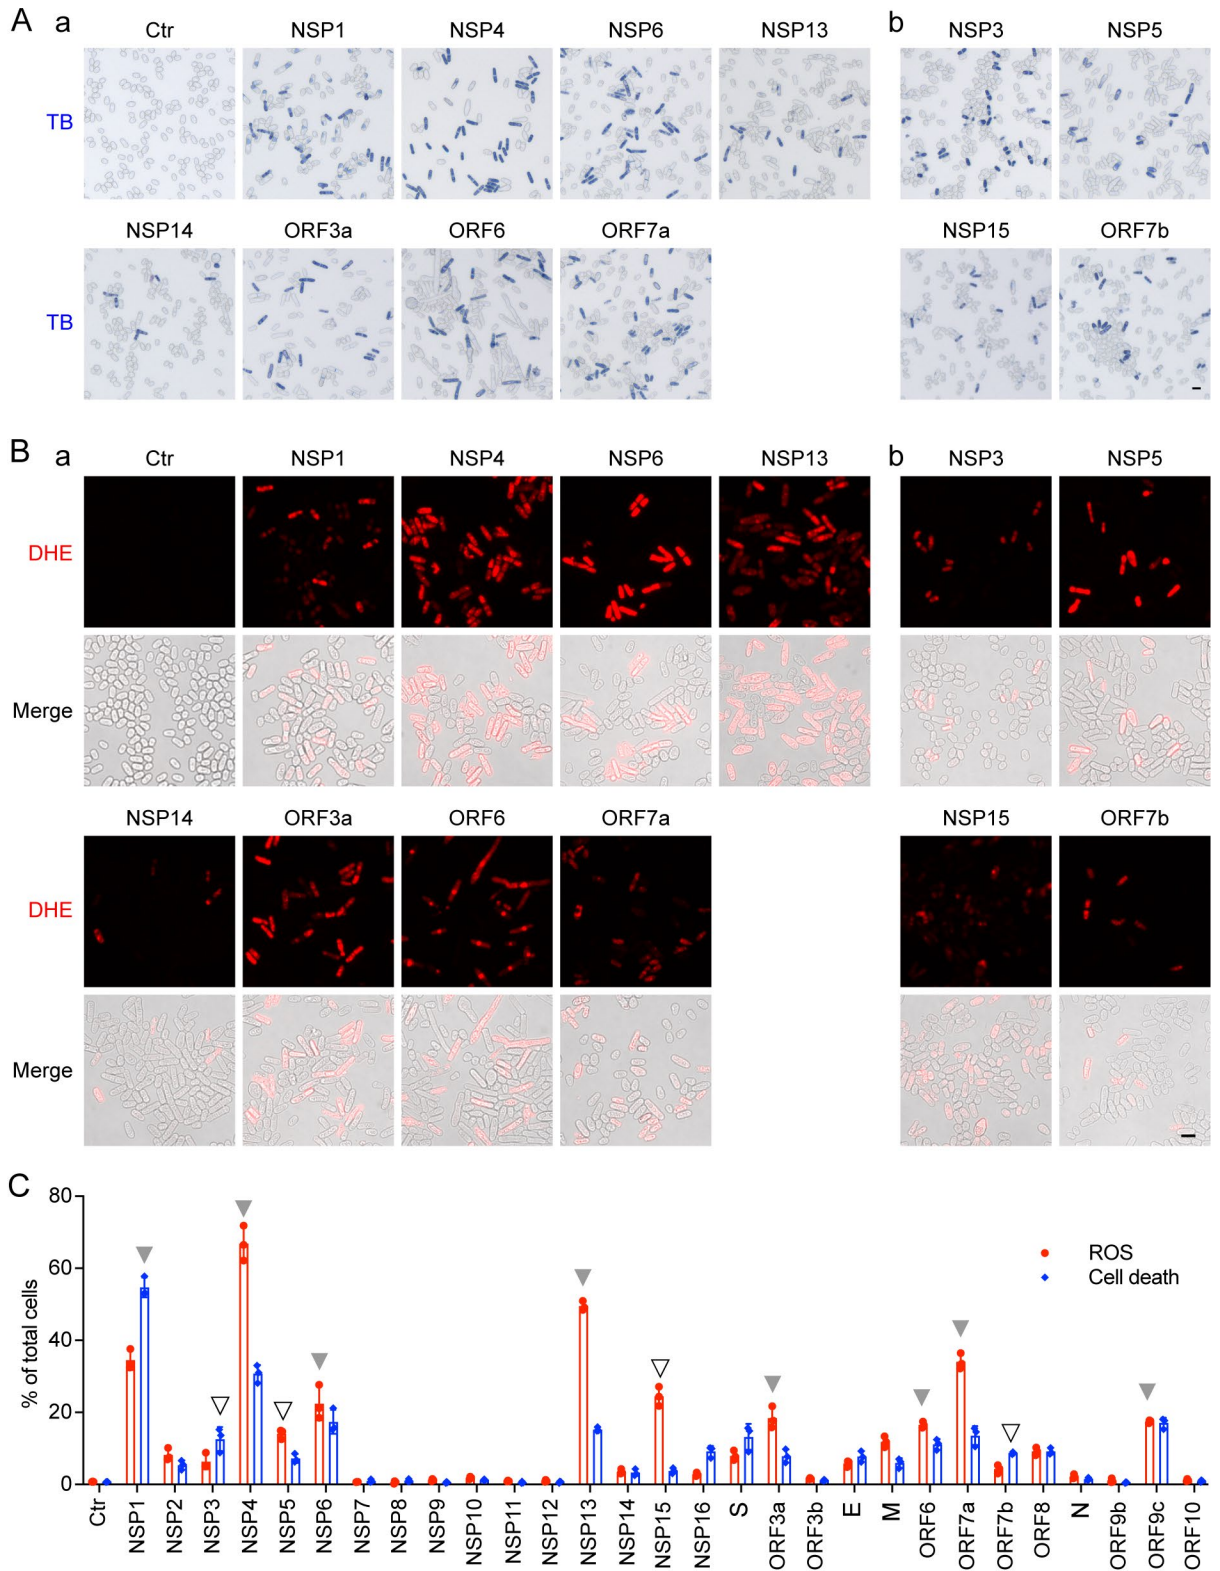 A a Ctr NSP1 NSP4 NSP6 NSP13 b NSP3 NSP5
TB
NSP14 ORF3a ORF6 ORF7a NSP15 ORF7b
TB
B a Ctr NSP1 NSP4 NSP6 NSP13 b NSP3 NSP5
DHE
Merge
NSP14 ORF3a ORF6 ORF7a NSP15 ORF7b
DHE
Merge
C
% of total cells
80
60
40
20
0
ROS
Cell death
Ctr
NSP1
NSP2
NSP3
NSP4
NSP5
NSP6
NSP7
NSP8
NSP9
NSP10
NSP11
NSP12
NSP13
NSP14
NSP15
NSP16
S
ORF3a
ORF3b
E
M
ORF6
ORF7a
ORF7b
ORF8
N
ORF9b
ORF9c
ORF10